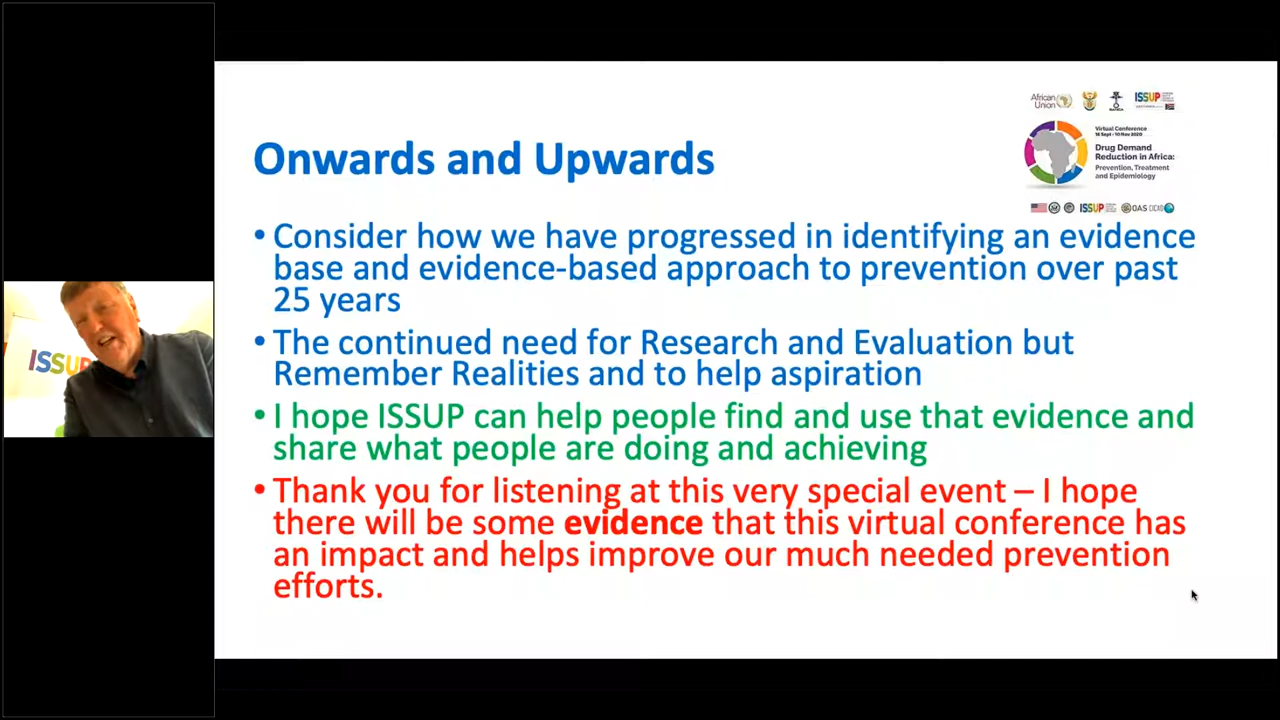 ISSU
African
Union
ISSUP
Virtual Conference
Drug Demand
Reduction in Africa:
Prevention, Treatment
and Epidemiology
ISSUP
OAS
Onwards and Upwards
• Consider how we have progressed in identifying an evidence
base and evidence-based approach to prevention over past
25 years
• The continued need for Research and Evaluation but
Remember Realities and to help aspiration
• I hope ISSUP can help people find and use that evidence and
share what people are doing and achieving
• Thank you for listening at this very special event – I hope
there will be some evidence that this virtual conference has
an impact and helps improve our much needed prevention
efforts.